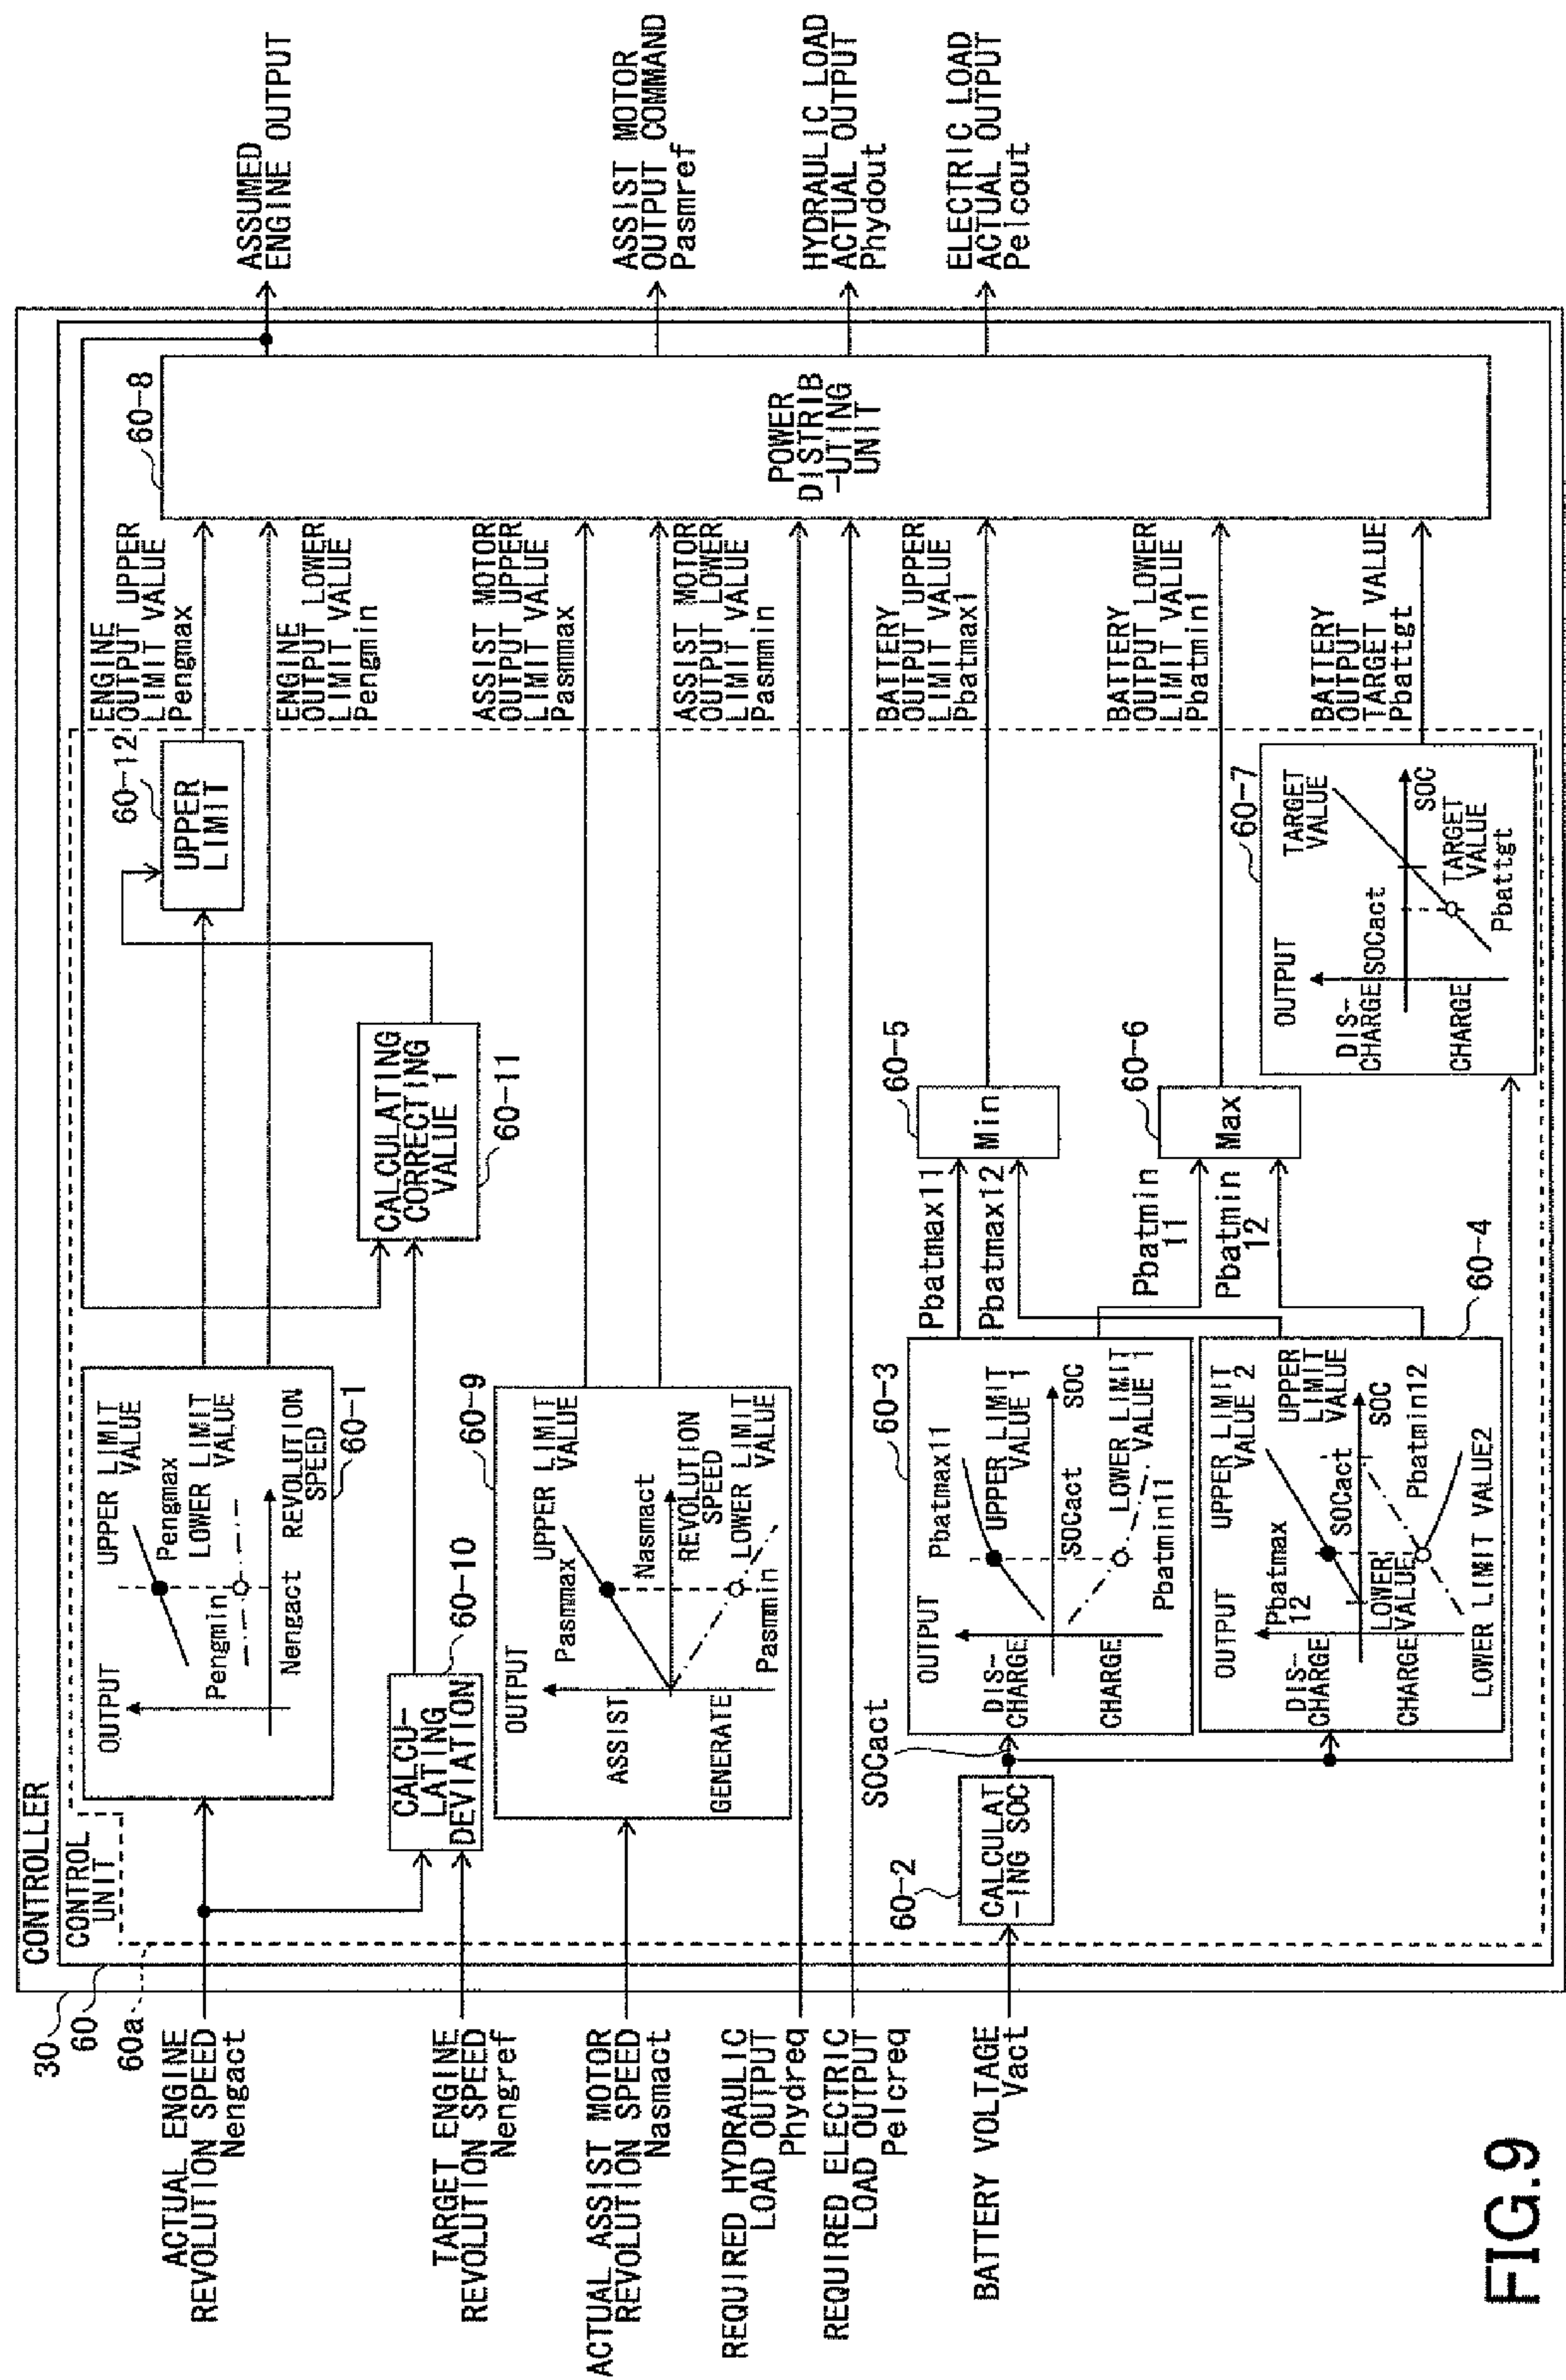 CONTROLLER
30
60
60a
CONTROL
UNIT
ACTUAL ENGINE
REVOLUTION SPEED
Nengact
TARGET ENGINE
REVOLUTION SPEED
Nengref
ACTUAL ASSIST MOTOR
REVOLUTION SPEED
Nasmact
REQUIRED HYDRAULIC
LOAD OUTPUT
Phydreq
REQUIRED ELECTRIC
LOAD OUTPUT
Pelcreq
BATTERY VOLTAGE
Vact
OUTPUT
UPPER LIMIT
VALUE
Pengmax
LOWER LIMIT
VALUE
Pengmin
Nengact
REVOLUTION
SPEED
60-1
CALCU-
LATING
DEVIATION
60-10
CALCULATING
CORRECTING
VALUE 1
60-11
UPPER
LIMIT
60-12
OUTPUT
UPPER LIMIT
VALUE
Pasmmax
Nasmact
ASSIST
REVOLUTION
SPEED
GENERATE
LOWER LIMIT
VALUE
Pasmmin
60-9
CALCULAT
-ING SOC
60-2
SOCact
OUTPUT
Pbatmax11
UPPER LIMIT
VALUE 1
DIS-
CHARGE
SOCact
SOC
CHARGE
LOWER LIMIT
VALUE 1
Pbatmin11
60-3
OUTPUT
UPPER LIMIT
VALUE 2
Pbatmax
12
UPPER
LIMIT
VALUE
DIS-
CHARGE
SOCact
SOC
LOWER
VALUE
CHARGE
Pbatmin12
LOWER LIMIT VALUE2
60-4
Pbatmax11
Pbatmax12
Min
60-5
Pbatmin
11
Pbatmin
12
Max
60-6
OUTPUT
TARGET
VALUE
DIS-
CHARGE
SOCact
SOC
CHARGE
TARGET
VALUE
Pbattgt
60-7
ENGINE
OUTPUT UPPER
LIMIT VALUE
Pengmax
ENGINE
OUTPUT LOWER
LIMIT VALUE
Pengmin
ASSIST MOTOR
OUTPUT UPPER
LIMIT VALUE
Pasmmax
ASSIST MOTOR
OUTPUT LOWER
LIMIT VALUE
Pasmmin
BATTERY
OUTPUT UPPER
LIMIT VALUE
Pbatmax1
BATTERY
OUTPUT LOWER
LIMIT VALUE
Pbatmin1
BATTERY
OUTPUT
TARGET VALUE
Pbattgt
60-8
POWER
DISTRIB
-UTING
UNIT
ASSUMED
ENGINE OUTPUT
ASSIST MOTOR
OUTPUT COMMAND
Pasmref
HYDRAULIC LOAD
ACTUAL OUTPUT
Phydout
ELECTRIC LOAD
ACTUAL OUTPUT
Pelcout
FIG.9